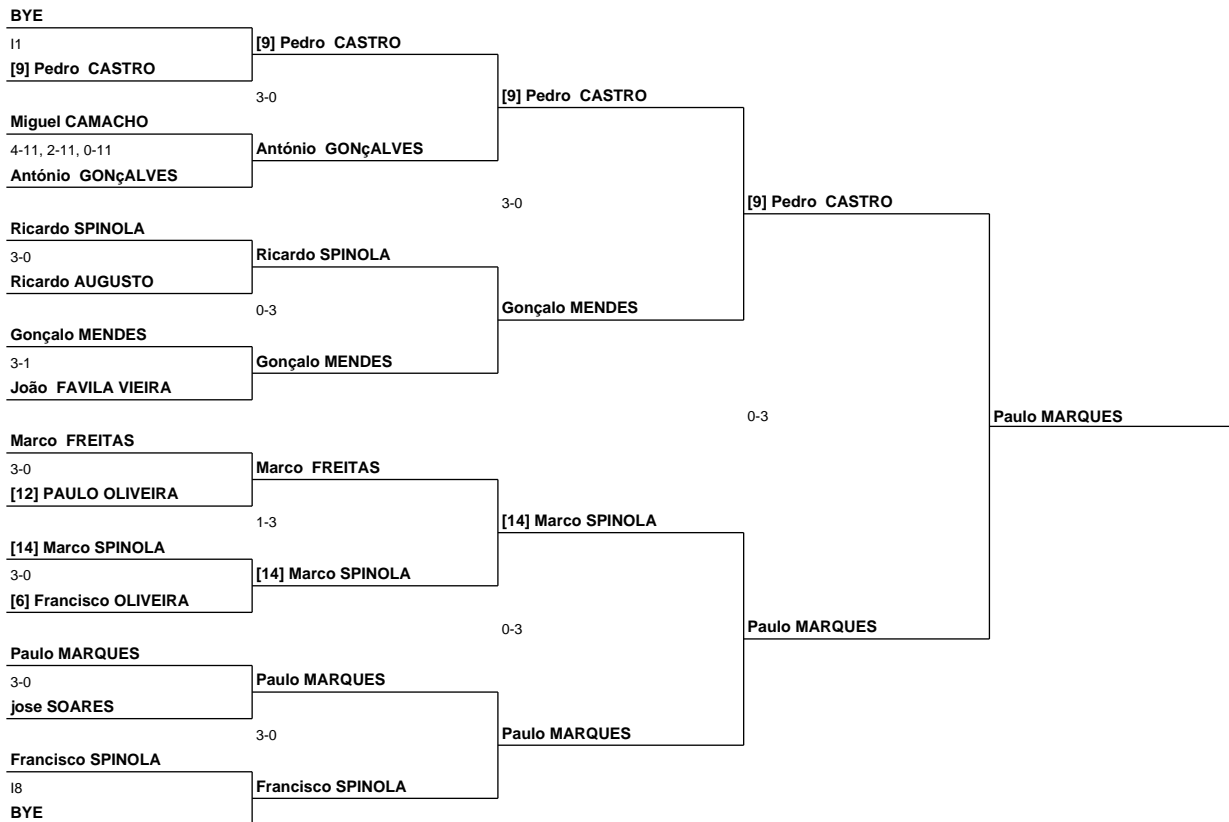 BYE
I1
[9] Pedro CASTRO
[9] Pedro CASTRO
3-0
[9] Pedro CASTRO
Miguel CAMACHO
4-11, 2-11, 0-11
António GONçALVES
António GONçALVES
3-0
[9] Pedro CASTRO
Ricardo SPINOLA
3-0
Ricardo AUGUSTO
Ricardo SPINOLA
0-3
Gonçalo MENDES
Gonçalo MENDES
3-1
João FAVILA VIEIRA
Gonçalo MENDES
0-3
Paulo MARQUES
Marco FREITAS
3-0
[12] PAULO OLIVEIRA
Marco FREITAS
1-3
[14] Marco SPINOLA
[14] Marco SPINOLA
3-0
[6] Francisco OLIVEIRA
[14] Marco SPINOLA
0-3
Paulo MARQUES
Paulo MARQUES
3-0
jose SOARES
Paulo MARQUES
3-0
Paulo MARQUES
Francisco SPINOLA
I8
BYE
Francisco SPINOLA